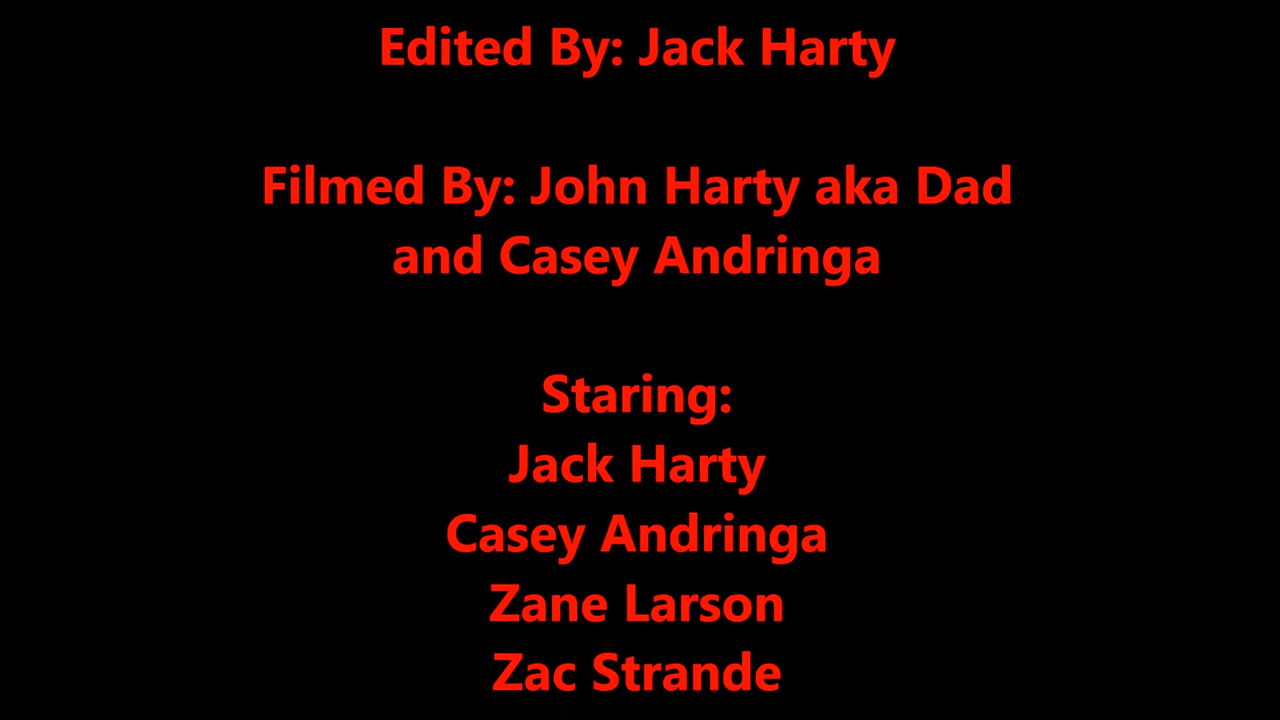 Edited By: Jack Harty
Filmed By: John Harty aka Dad
and Casey Andringa
Staring:
Jack Harty
Casey Andringa
Zane Larson
Zac Strande